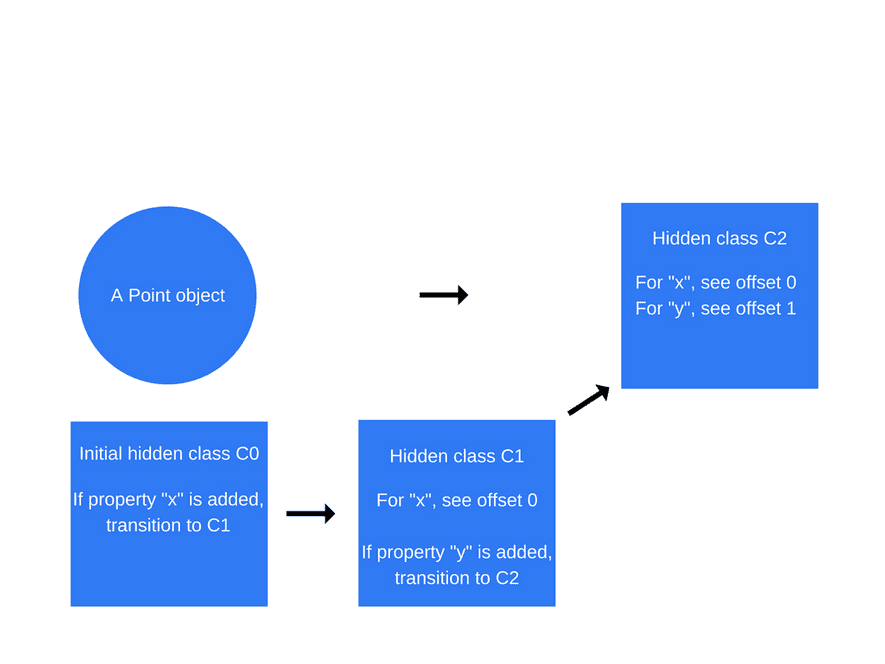 A Point object
Hidden class C2
For "x", see offset 0
For "y", see offset 1
Initial hidden class C0
If property "x" is added,
transition to C1
Hidden class C1
For "x", see offset 0
If property "y" is added,
transition to C2